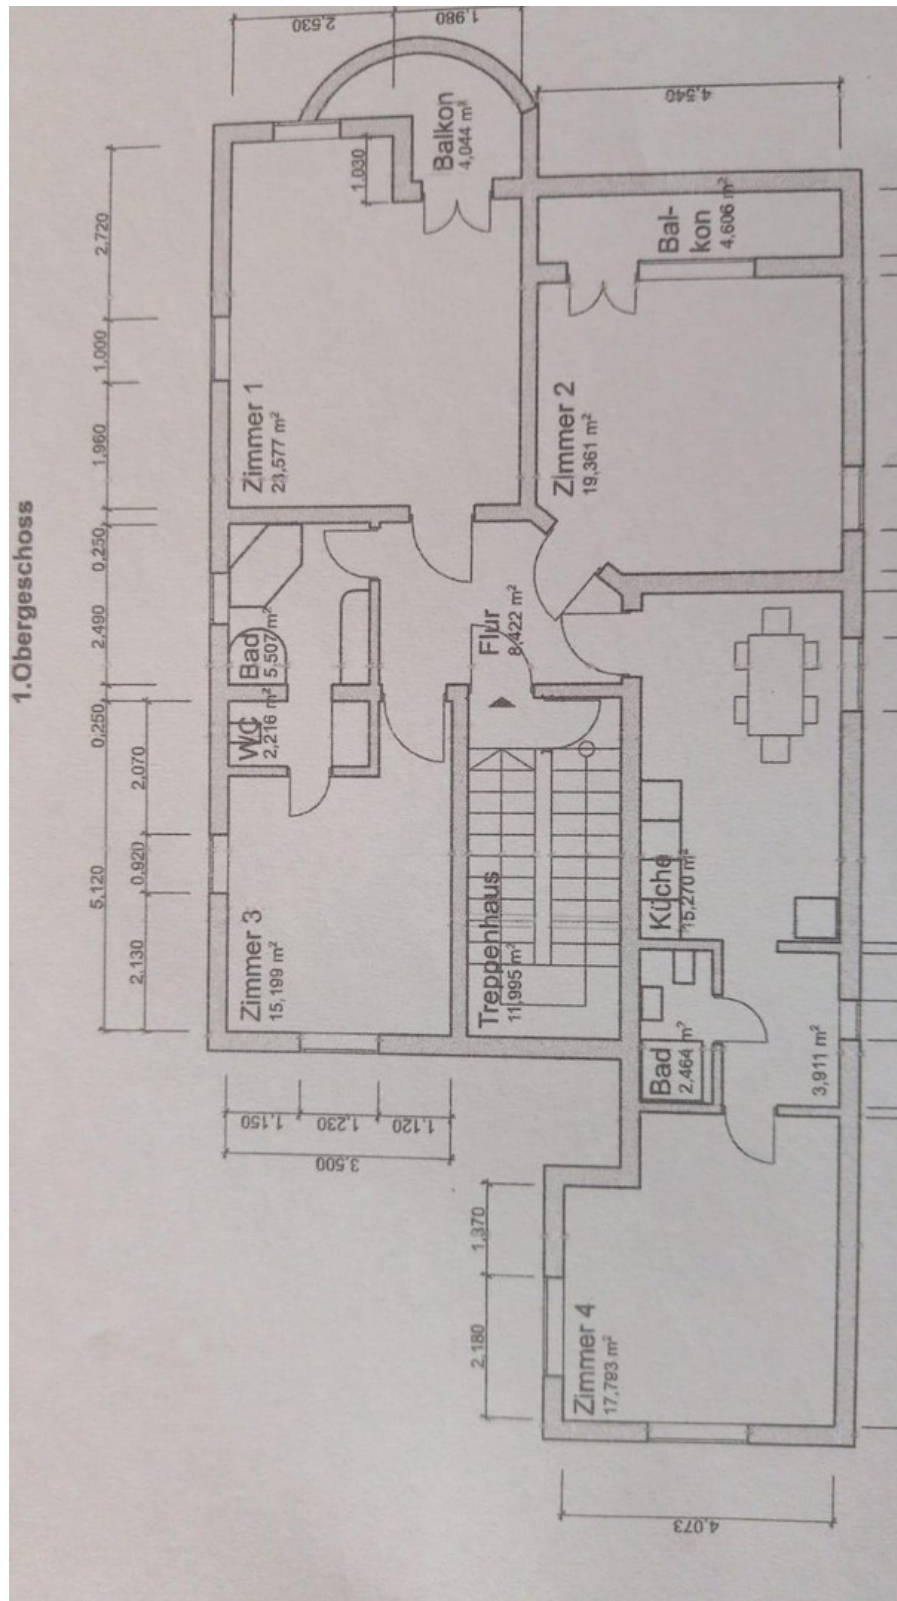 1.Obergeschoss
5,120
0,250
2,490
0,250
1,960
1.000
2,720
2,130
0,920
2,070
2,530
1,980
1.030
Balkon
4,044 m²
4,540
Bal-
kon
4,606 m²
Zimmer 1
23,577 m²
Zimmer 2
19,361 m²
Bad
5,507 m²
WC
2,216 m²
Flur
8,422 m²
Zimmer 3
15,199 m²
Treppenhaus
11,995 m²
Küche
15,270 m²
Bad
2,464 m²
3,911 m²
1,150
1,230
1,120
3,500
2,180
1,370
Zimmer 4
17,793 m²
4,073